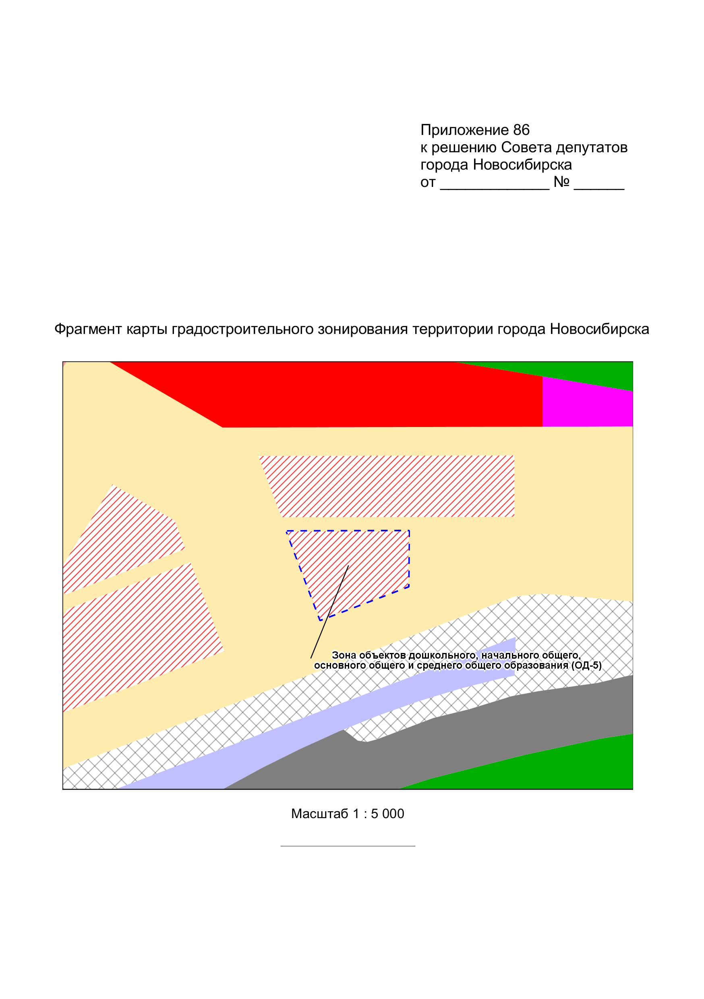 Приложение 86
к решению Совета депутатов
города Новосибирска
от _____________ № ______
Фрагмент карты градостроительного зонирования территории города Новосибирска
Зона объектов дошкольного, начального общего,
основного общего и среднего общего образования (ОД-5)
Масштаб 1 : 5 000